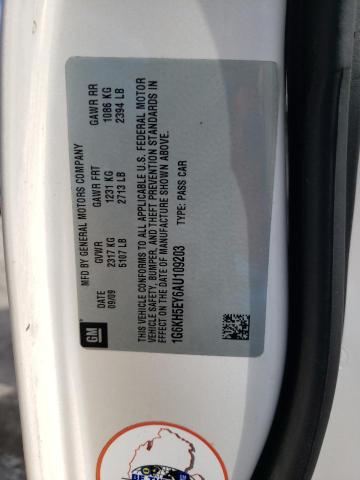 MFD BY GENERAL MOTORS COMPANY
DATE GVWR GAWR FRT GAWR RR
09/09 2317 KG 1231 KG 1086 KG
5107 LB 2713 LB 2394 LB
THIS VEHICLE CONFORMS TO ALL APPLICABLE U.S. FEDERAL MOTOR
VEHICLE SAFETY, BUMPER, AND THEFT PREVENTION STANDARDS IN
EFFECT ON THE DATE OF MANUFACTURE SHOWN ABOVE.
1G6KH5EY6AU109203 TYPE: PASS CAR
GM